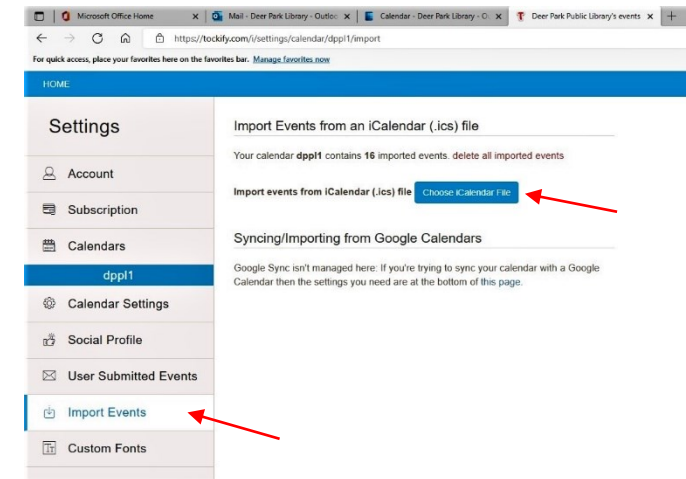 Microsoft Office Home
Mail - Deer Park Library - Outloo
Calendar - Deer Park Library - O
Deer Park Public Library's events
https://tockify.com/i/settings/calendar/dppl1/import
For quick access, place your favorites here on the favorites bar. Manage favorites now
HOME
Settings
Account
Subscription
Calendars
dppl1
Calendar Settings
Social Profile
User Submitted Events
Import Events
Custom Fonts
Import Events from an iCalendar (.ics) file
Your calendar dppl1 contains 16 imported events. delete all imported events
Import events from iCalendar (.ics) file Choose iCalendar File
Syncing/Importing from Google Calendars
Google Sync isn't managed here: If you're trying to sync your calendar with a Google
Calendar then the settings you need are at the bottom of this page.